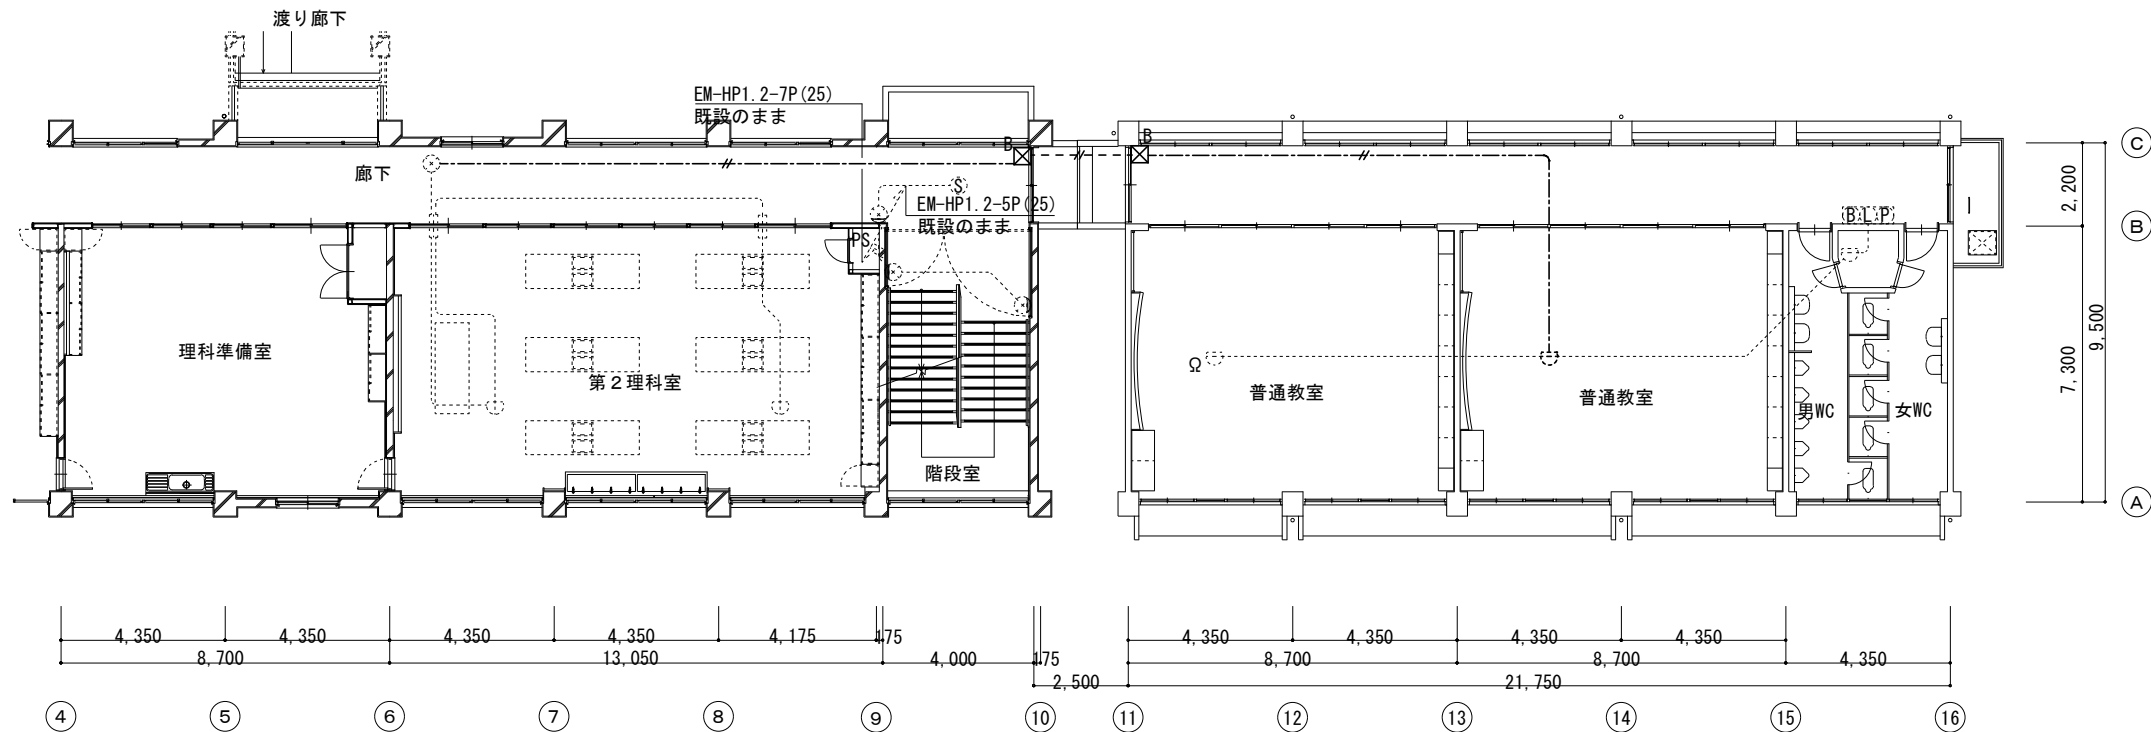 渡り廊下
EM-HP1.2-7P(25)
既設のまま
B
B
C
廊下
S
EM-HP1.2-5P(25)
既設のまま
BLP
2,200
B
PS
9,500
理科準備室
第2理科室
Ω
普通教室
普通教室
男WC
女WC
7,300
階段室
A
4,350
4,350
4,350
4,350
4,175
175
4,350
4,350
4,350
4,350
8,700
13,050
4,000
175
8,700
8,700
4,350
2,500
21,750
4
5
6
7
8
9
10
11
12
13
14
15
16